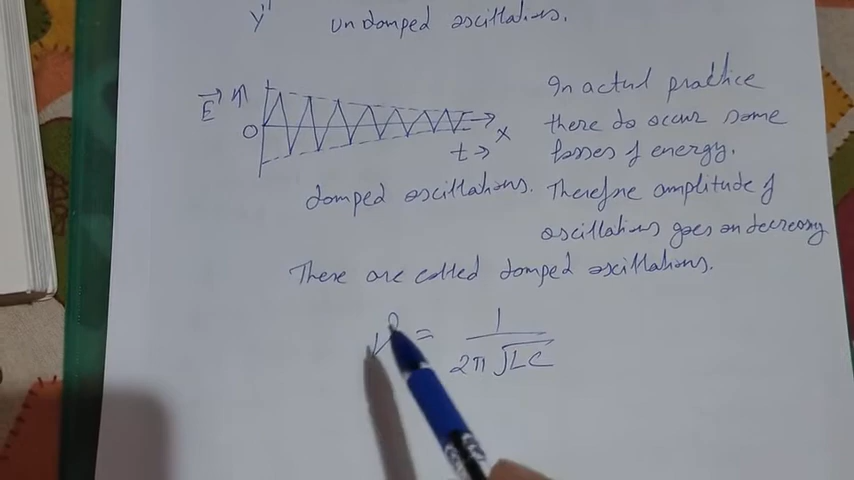 Y'
undamped oscillations.
In actual practice
E⃗ ↑
there do occur some
O
X
t→
losses of energy.
damped oscillations. Therefore amplitude of
oscillations goes on decreasing
These are called damped oscillations.
ν = 1 / 2π √LC